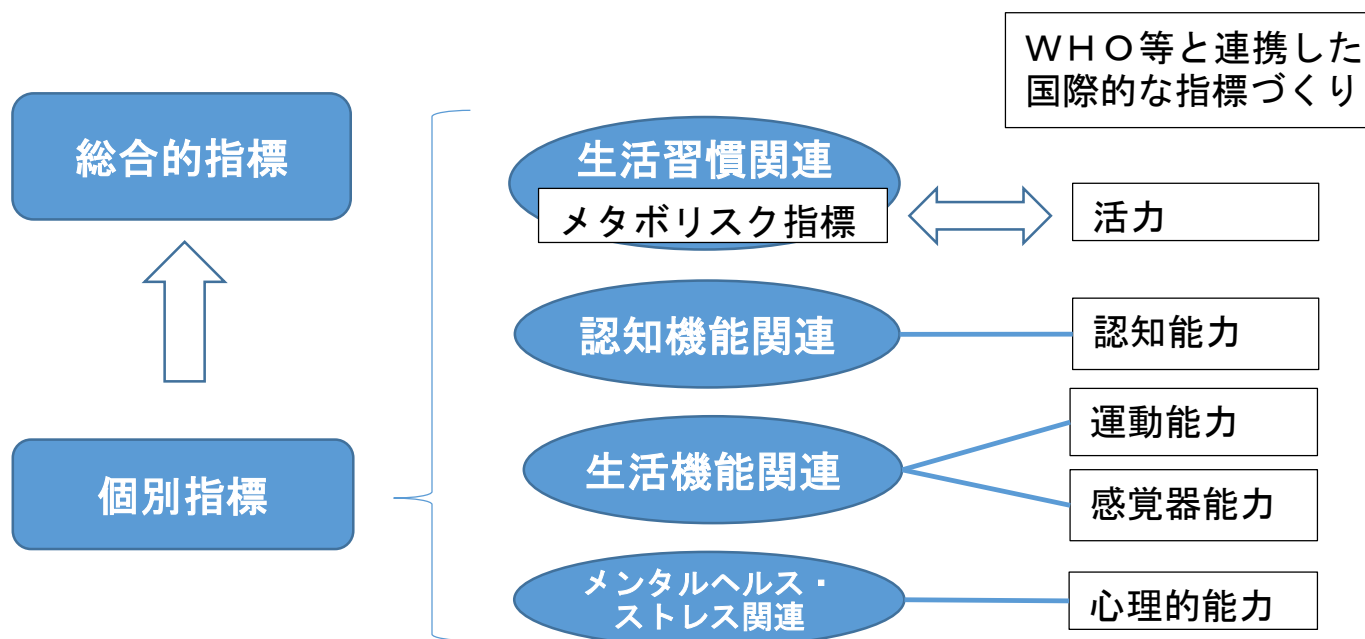 WHO等と連携した
国際的な指標づくり
総合的指標
生活習慣関連
メタボリスク指標
活力
認知機能関連
認知能力
生活機能関連
運動能力
個別指標
感覚器能力
メンタルヘルス・
ストレス関連
心理的能力